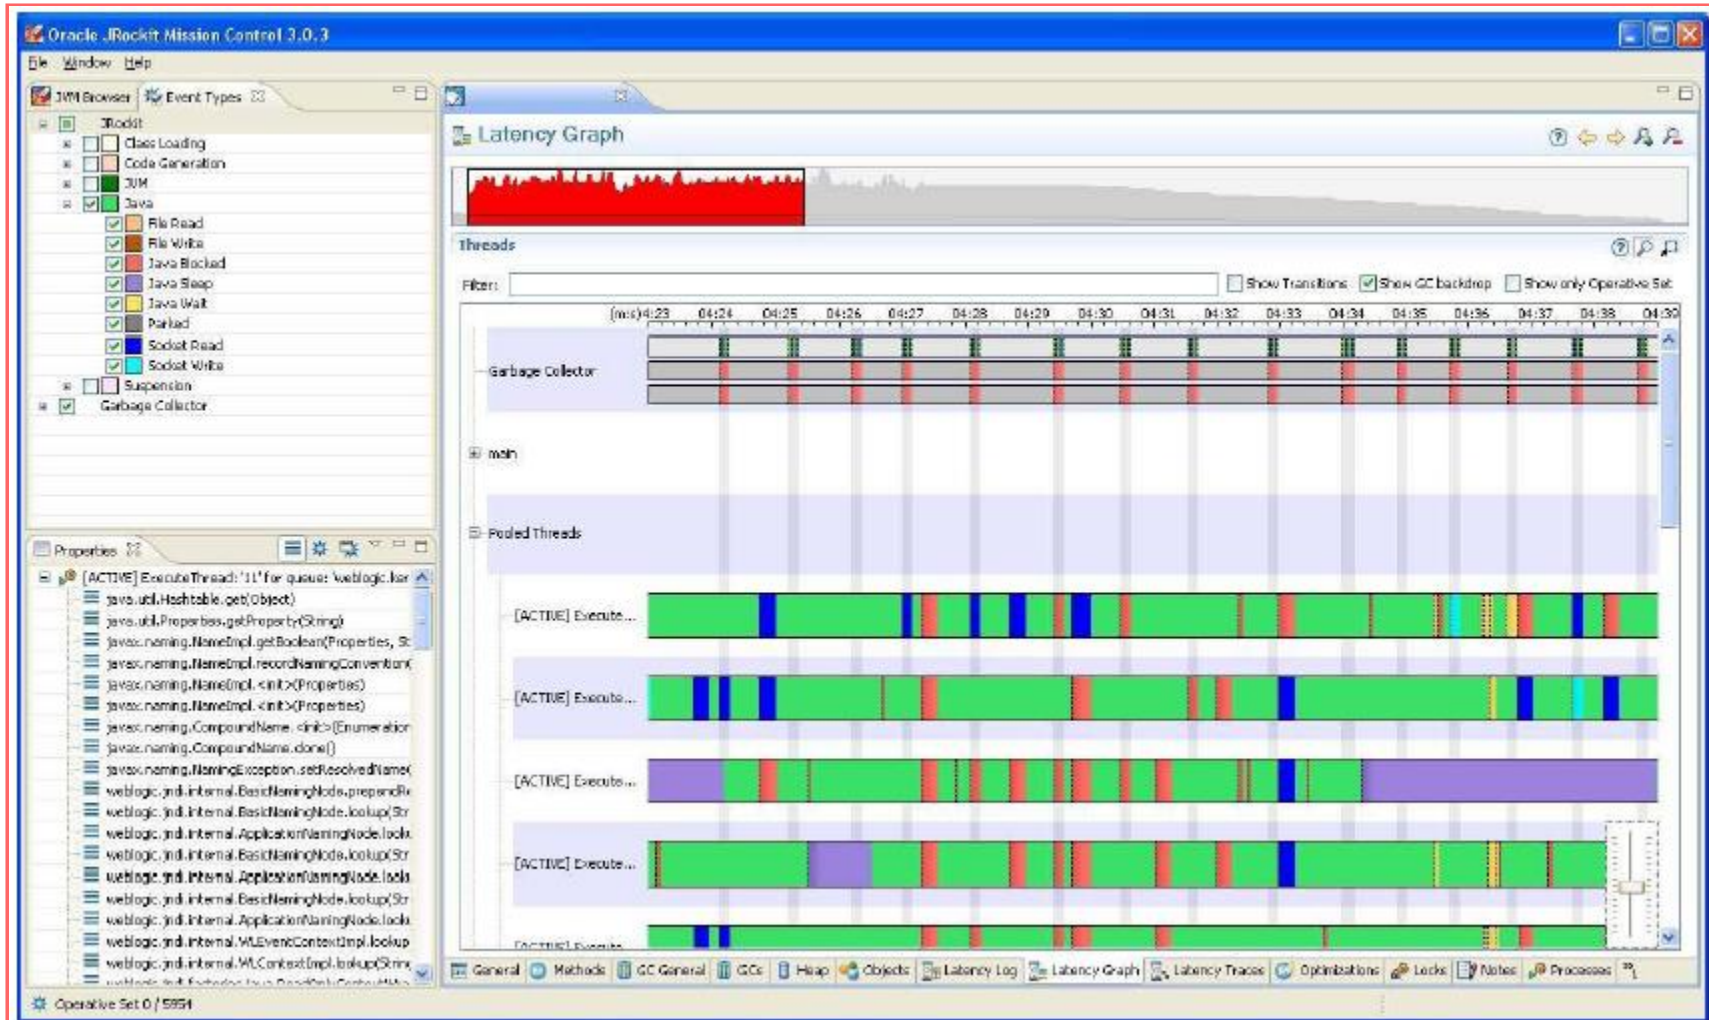 Oracle JRockit Mission Control 3.0.3
File Window Help
JVM Browser Event Types
JRockit
Class Loading
Code Generation
JVM
Java
File Read
File Write
Java Blocked
Java Sleep
Java Wait
Parked
Socket Read
Socket Write
Suspension
Garbage Collector
Properties
[ACTIVE] ExecuteThread: '11' for queue: 'weblogic.ker
java.util.Hashtable.get(Object)
java.util.Properties.getProperty(String)
javax.naming.NameImpl.getBoolean(Properties, St
javax.naming.NameImpl.recordNamingConvention(
javax.naming.NameImpl.<init>(Properties)
javax.naming.NameImpl.<init>(Properties)
javax.naming.CompoundName.<init>(Enumeration
javax.naming.CompoundName.clone()
javax.naming.NamingException.setResolvedName(
weblogic.jndi.internal.BasicNamingNode.prependRe
weblogic.jndi.internal.BasicNamingNode.lookup(Str
weblogic.jndi.internal.ApplicationNamingNode.looku
weblogic.jndi.internal.BasicNamingNode.lookup(Str
weblogic.jndi.internal.ApplicationNamingNode.looku
weblogic.jndi.internal.BasicNamingNode.lookup(Str
weblogic.jndi.internal.ApplicationNamingNode.looku
weblogic.jndi.internal.WLEventContextImpl.lookup
weblogic.jndi.internal.WLContextImpl.lookup(String
Operative Set 0 / 5954
Latency Graph
Threads
Filter: Show Transitions Show GC backdrop Show only Operative Set
(m:s)4:23 04:24 04:25 04:26 04:27 04:28 04:29 04:30 04:31 04:32 04:33 04:34 04:35 04:36 04:37 04:38 04:39
Garbage Collector
main
Pooled Threads
[ACTIVE] Execute...
[ACTIVE] Execute...
[ACTIVE] Execute...
[ACTIVE] Execute...
[ACTIVE] Execute
General Methods GC General GCs Heap Objects Latency Log Latency Graph Latency Traces Optimizations Locks Notes Processes